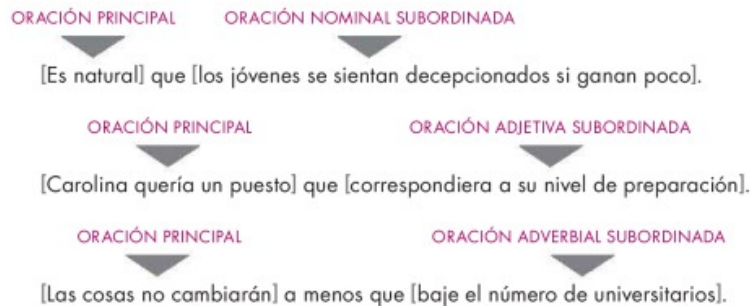 ORACIÓN PRINCIPAL ORACIÓN NOMINAL SUBORDINADA
[Es natural] que [los jóvenes se sientan decepcionados si ganan poco].
ORACIÓN PRINCIPAL ORACIÓN ADJETIVA SUBORDINADA
[Carolina quería un puesto] que [correspondiera a su nivel de preparación].
ORACIÓN PRINCIPAL ORACIÓN ADVERBIAL SUBORDINADA
[Las cosas no cambiarán] a menos que [baje el número de universitarios].